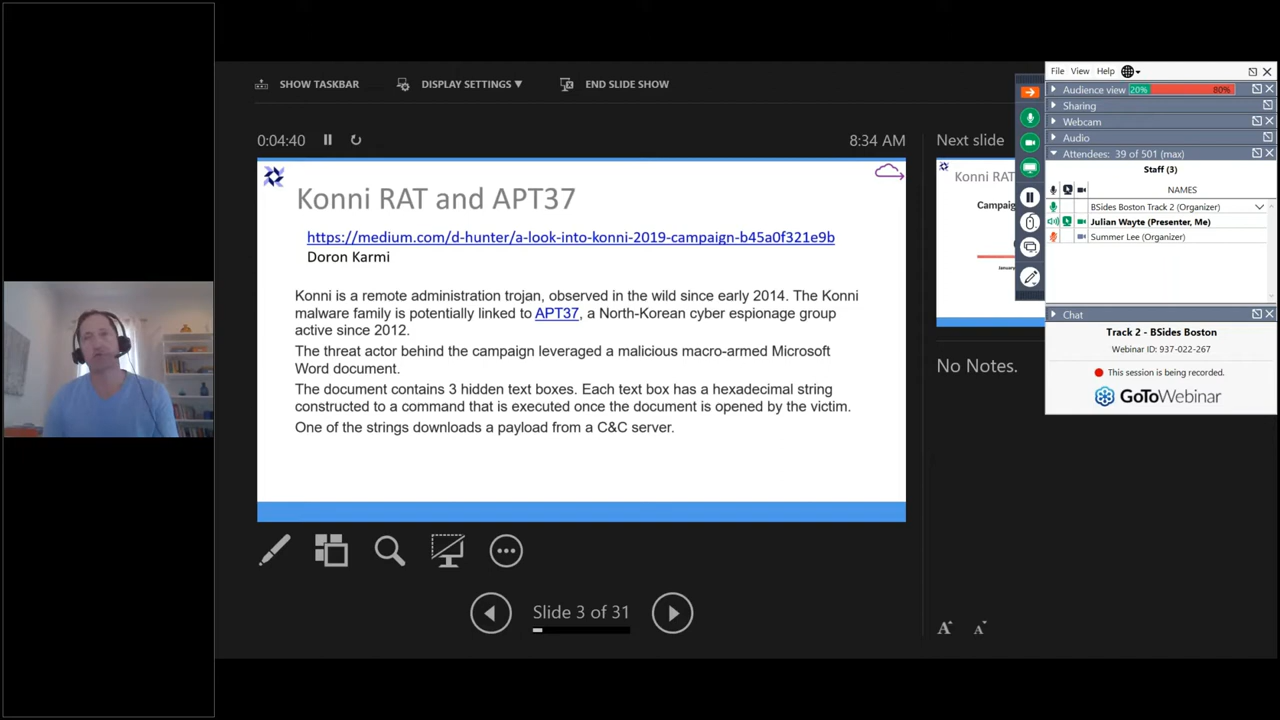 SHOW TASKBAR
DISPLAY SETTINGS ▼
END SLIDE SHOW
0:04:40
8:34 AM
Konni RAT and APT37
https://medium.com/d-hunter/a-look-into-konni-2019-campaign-b45a0f321e9b
Doron Karmi
Konni is a remote administration trojan, observed in the wild since early 2014. The Konni
malware family is potentially linked to APT37, a North-Korean cyber espionage group
active since 2012.
The threat actor behind the campaign leveraged a malicious macro-armed Microsoft
Word document.
The document contains 3 hidden text boxes. Each text box has a hexadecimal string
constructed to a command that is executed once the document is opened by the victim.
One of the strings downloads a payload from a C&C server.
Slide 3 of 31
Next slide
Konni RA
Campaig
No Notes.
A A
File View Help
Audience view 20% 80%
Sharing
Webcam
Audio
Attendees: 39 of 501 (max)
Staff (3)
NAMES
BSides Boston Track 2 (Organizer)
Julian Wayte (Presenter, Me)
Summer Lee (Organizer)
Chat
Track 2 - BSides Boston
Webinar ID: 937-022-267
This session is being recorded.
GoToWebinar